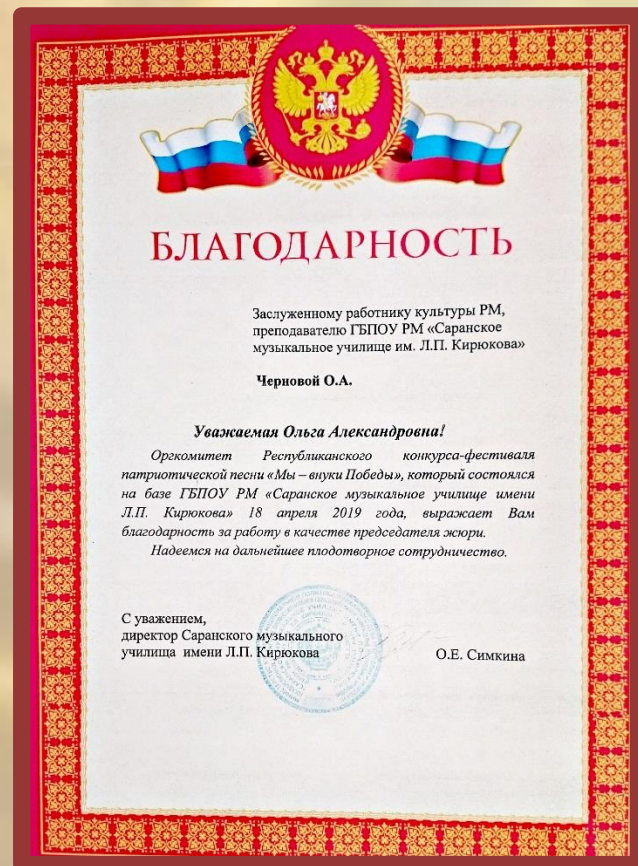 БЛАГОДАРНОСТЬ
Заслуженному работнику культуры РМ,
преподавателю ГБПОУ РМ «Саранское
музыкальное училище им. Л.П. Кирюкова»
Черновой О.А.
Уважаемая Ольга Александровна!
Оргкомитет Республиканского конкурса-фестиваля
патриотической песни «Мы – внуки Победы», который состоялся
на базе ГБПОУ РМ «Саранское музыкальное училище имени
Л.П. Кирюкова» 18 апреля 2019 года, выражает Вам
благодарность за работу в качестве председателя жюри.
Надеемся на дальнейшее плодотворное сотрудничество.
С уважением,
директор Саранского музыкального
училища имени Л.П. Кирюкова
О.Е. Симкина